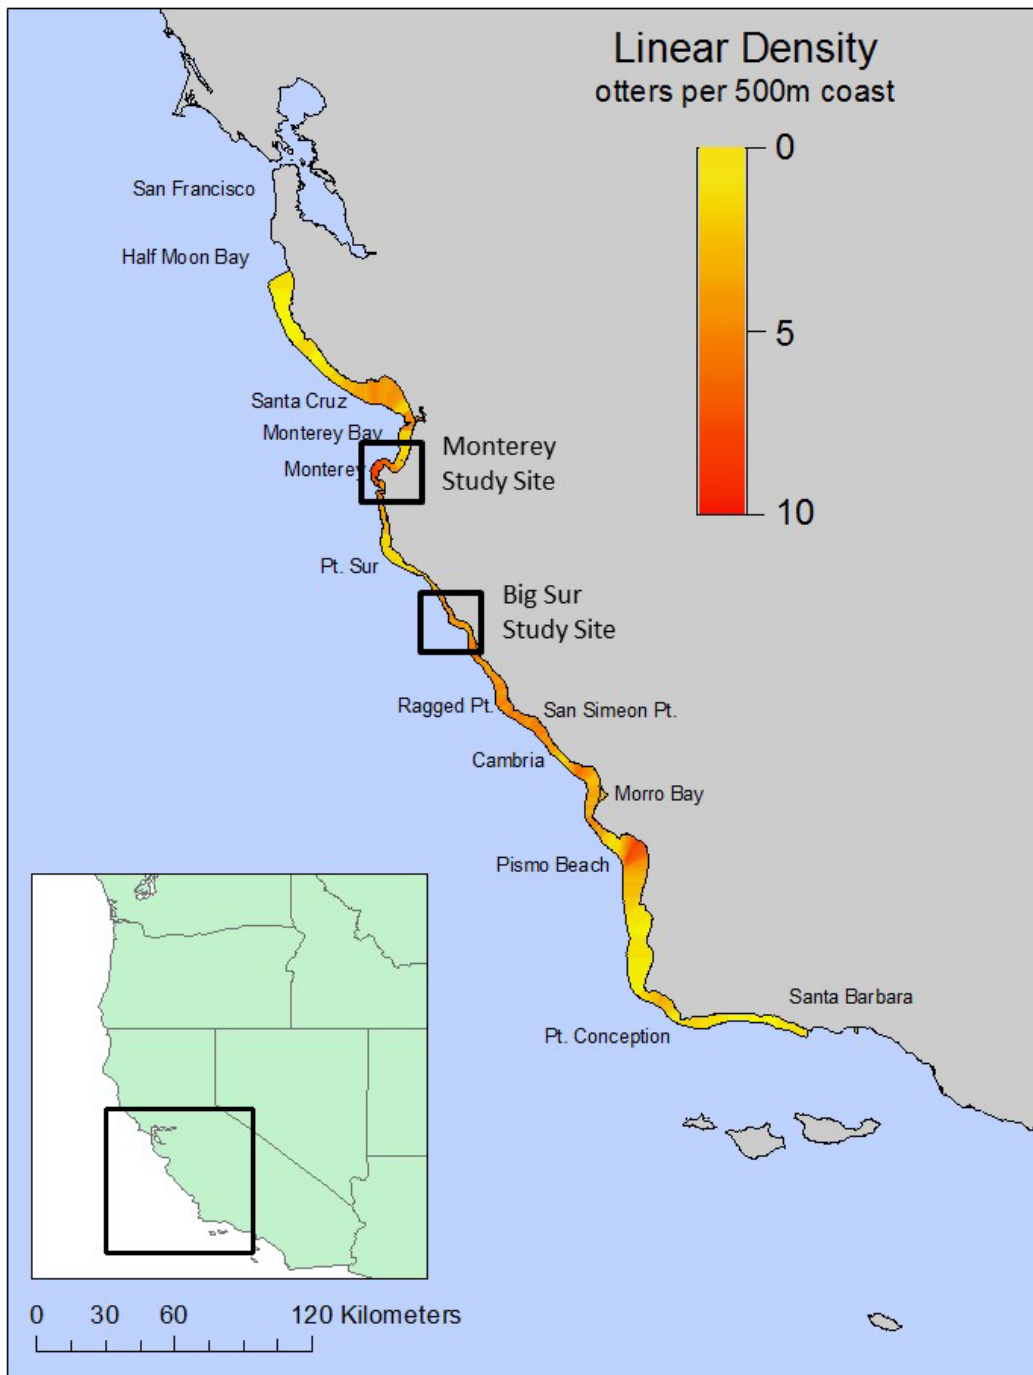 Linear Density
otters per 500m coast
0
5
10
San Francisco
Half Moon Bay
Santa Cruz
Monterey Bay
Monterey
Monterey
Study Site
Pt. Sur
Big Sur
Study Site
Ragged Pt.
San Simeon Pt.
Cambria
Morro Bay
Pismo Beach
Santa Barbara
Pt. Conception
0 30 60 120 Kilometers